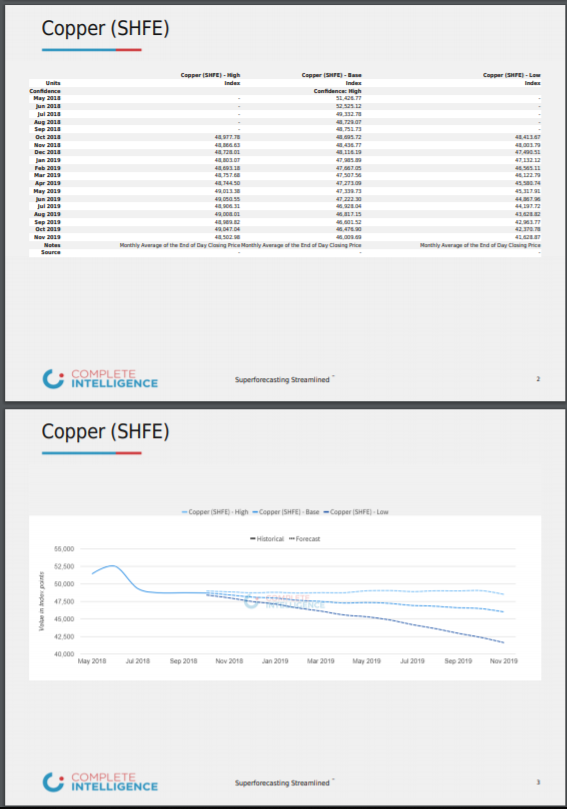 Copper (SHFE)
Copper (SHFE) - High Copper (SHFE) - Base Copper (SHFE) - Low
Units Index Index Index
Confidence Confidence: High
May 2018 - 51,426.77 -
Jun 2018 - 52,525.12 -
Jul 2018 - 49,332.78 -
Aug 2018 - 48,729.07 -
Sep 2018 - 48,751.73 -
Oct 2018 48,977.78 48,695.72 48,413.67
Nov 2018 48,866.63 48,436.77 48,003.79
Dec 2018 48,728.01 48,116.19 47,490.51
Jan 2019 48,803.07 47,985.89 47,132.12
Feb 2019 48,693.18 47,667.05 46,565.11
Mar 2019 48,757.68 47,507.56 46,122.79
Apr 2019 48,744.50 47,273.09 45,580.74
May 2019 49,013.38 47,339.73 45,317.91
Jun 2019 49,050.55 47,222.30 44,867.96
Jul 2019 48,906.31 46,928.04 44,197.72
Aug 2019 49,008.01 46,817.15 43,628.82
Sep 2019 48,989.82 46,601.52 42,963.77
Oct 2019 49,047.04 46,476.90 42,370.78
Nov 2019 48,502.98 46,009.69 41,628.87
Notes Monthly Average of the End of Day Closing Price Monthly Average of the End of Day Closing Price Monthly Average of the End of Day Closing Price
Source - - -
COMPLETE
INTELLIGENCE
Superforecasting Streamlined ™
2
Copper (SHFE)
Copper (SHFE) - High Copper (SHFE) - Base Copper (SHFE) - Low
Historical Forecast
Value in Index points
55,000
52,500
50,000
47,500
45,000
42,500
40,000
COMPLETE
INTELLIGENCE
May 2018 Jul 2018 Sep 2018 Nov 2018 Jan 2019 Mar 2019 May 2019 Jul 2019 Sep 2019 Nov 2019
COMPLETE
INTELLIGENCE
Superforecasting Streamlined ™
3